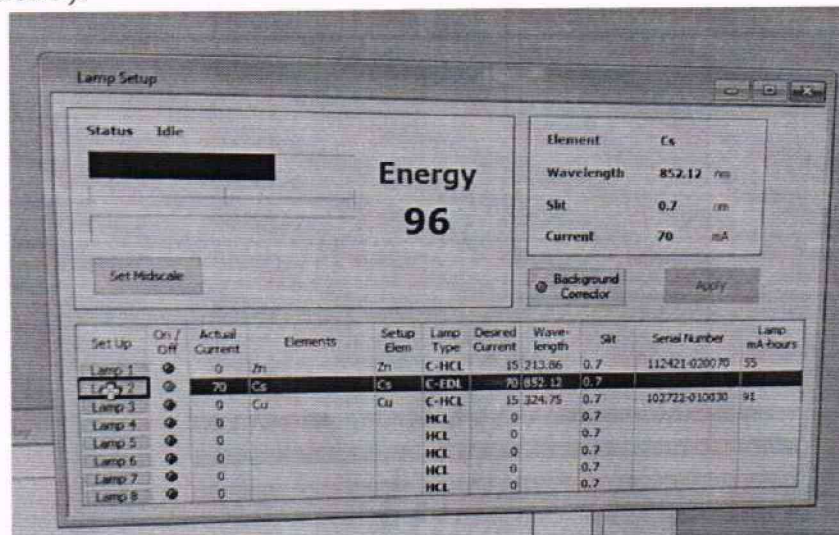 Lamp Setup
Status Idle
Energy
96
Set Midscale
Element Cs
Wavelength 852.12 nm
Slit 0.7 nm
Current 70 mA
Background Corrector
Apply
Set Up On / Off Actual Current Elements Setup Elem Lamp Type Desired Current Wave-length Slit Serial Number Lamp mA-hours
Lamp 1 0 Zn Zn C-HCL 15 213.86 0.7 112421-020070 55
2 70 Cs Cs C-EDL 70 852.12 0.7
Lamp 3 0 Cu Cu C-HCL 15 324.75 0.7 102722-010030 91
Lamp 4 0 HCL 0 0.7
Lamp 5 0 HCL 0 0.7
Lamp 6 0 HCL 0 0.7
Lamp 7 0 HCL 0 0.7
Lamp 8 0 HCL 0 0.7